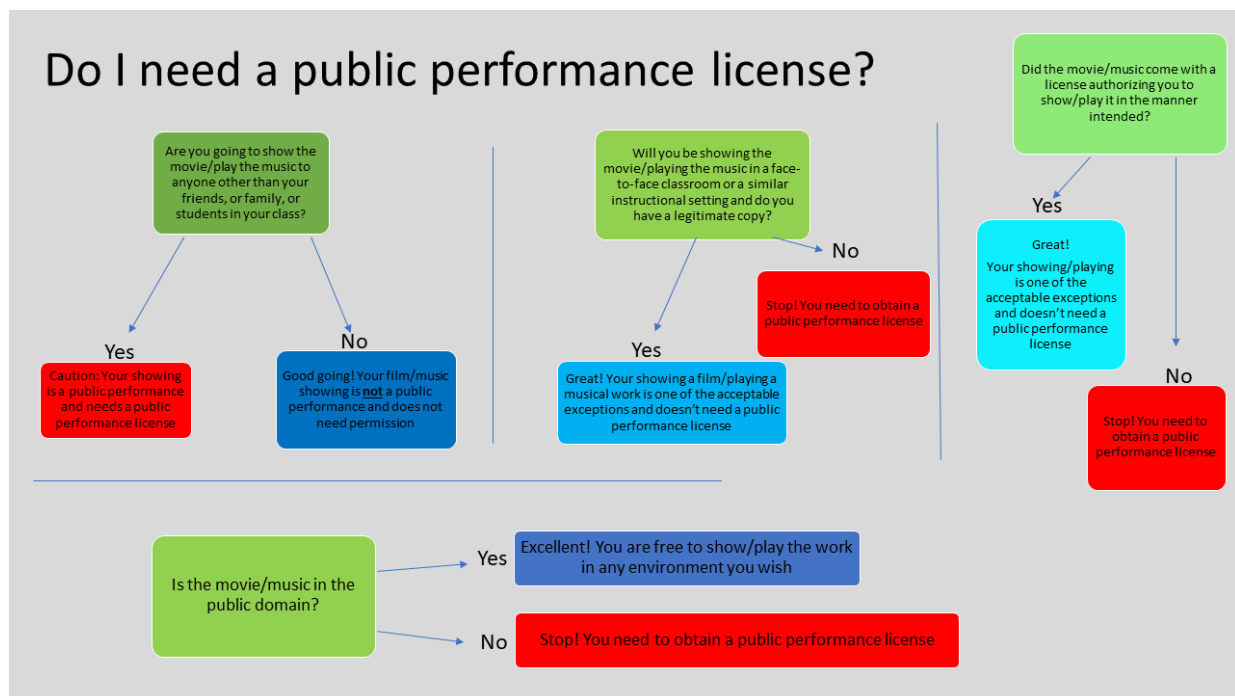 Do I need a public performance license?
Are you going to show the
movie/play the music to
anyone other than your
friends, or family, or
students in your class?
Yes
Caution: Your showing
is a public performance
and needs a public
performance license
No
Good going! Your film/music
showing is not a public
performance and does not
need permission
Will you be showing the
movie/playing the music in a face-
to-face classroom or a similar
instructional setting and do you
have a legitimate copy?
No
Stop! You need to obtain a
public performance license
Yes
Great! Your showing a film/playing a
musical work is one of the acceptable
exceptions and doesn't need a public
performance license
Did the movie/music come with a
license authorizing you to
show/play it in the manner
intended?
Yes
Great!
Your showing/playing
is one of the
acceptable exceptions
and doesn't need a
public performance
license
No
Stop! You need to
obtain a public
performance license
Is the movie/music in the
public domain?
Yes
Excellent! You are free to show/play the work
in any environment you wish
No
Stop! You need to obtain a public performance license